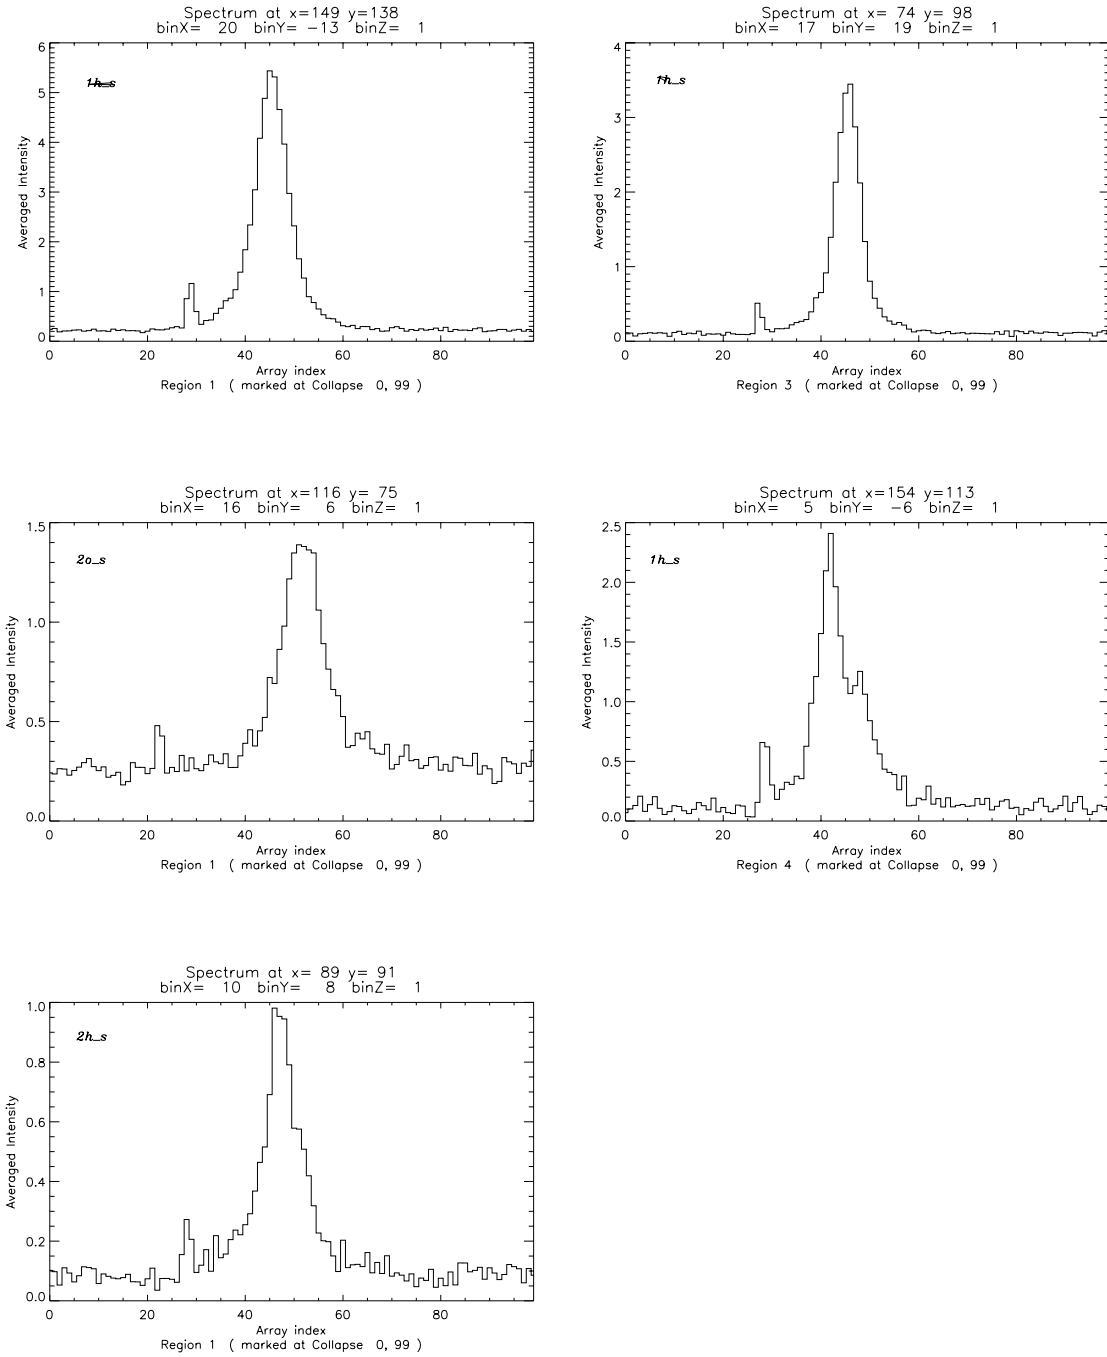 Spectrum at x=149 y=138
binX= 20 binY= −13 binZ= 1
6
5
4
3
2
1
0
Averaged Intensity
1h_s
0 20 40 60 80
Array index
Region 1 ( marked at Collapse 0, 99 )
Spectrum at x= 74 y= 98
binX= 17 binY= 19 binZ= 1
4
3
2
1
0
Averaged Intensity
1h_s
0 20 40 60 80
Array index
Region 3 ( marked at Collapse 0, 99 )
Spectrum at x=116 y= 75
binX= 16 binY= 6 binZ= 1
1.5
1.0
0.5
0.0
Averaged Intensity
2o_s
0 20 40 60 80
Array index
Region 1 ( marked at Collapse 0, 99 )
Spectrum at x=154 y=113
binX= 5 binY= −6 binZ= 1
2.5
2.0
1.5
1.0
0.5
0.0
Averaged Intensity
1h_s
0 20 40 60 80
Array index
Region 4 ( marked at Collapse 0, 99 )
Spectrum at x= 89 y= 91
binX= 10 binY= 8 binZ= 1
1.0
0.8
0.6
0.4
0.2
0.0
Averaged Intensity
2h_s
0 20 40 60 80
Array index
Region 1 ( marked at Collapse 0, 99 )